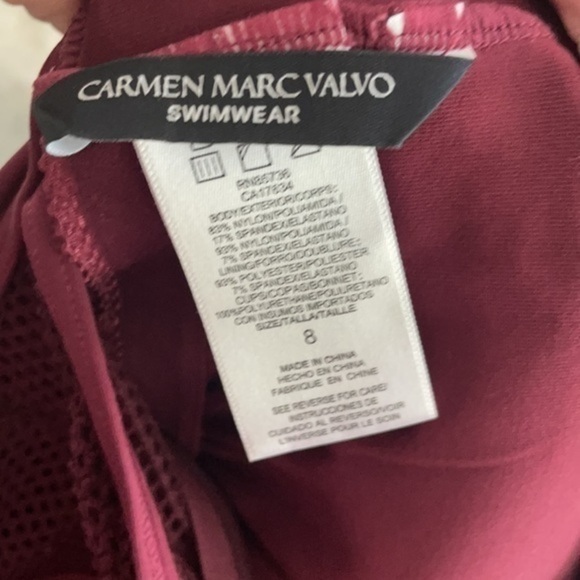 CARMEN MARC VALVO
SWIMWEAR
RN86736
CA17834
BODY/EXTERIOR/CORPS:
83% NYLON/POLIAMIDA/
17% SPANDEX/ELASTANO
93% NYLON/POLIAMIDA/
7% SPANDEX/ELASTANO
LINING/FORRO/DOUBLURE:
93% POLYESTER/POLIESTER
7% SPANDEX/ELASTANO
CUPS/COPAS/BONNET:
100%POLYURETHANE/POLIURETANO
CON INSUMOS IMPORTADOS
SIZE/TALLA/TAILLE
8
MADE IN CHINA
HECHO EN CHINA
FABRIQUE EN CHINE
SEE REVERSE FOR CARE/
INSTRUCCIONES DE
CUIDADO AL REVERSO/VOIR
L'INVERSE POUR LE SOIN